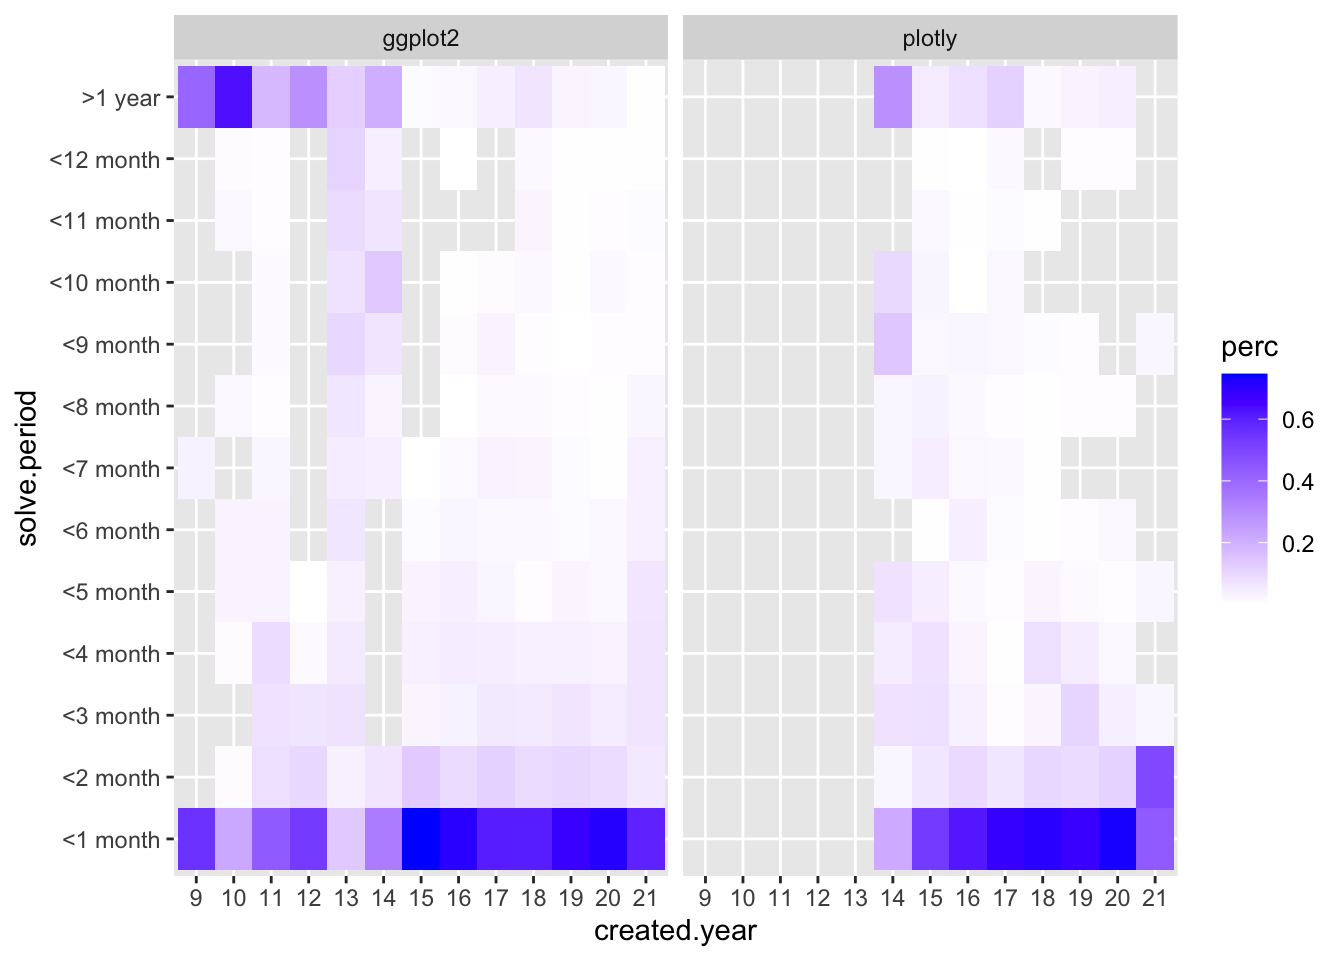 ggplot2
plotly
>1 year
<12 month
<11 month
<10 month
<9 month
<8 month
<7 month
<6 month
<5 month
<4 month
<3 month
<2 month
<1 month
solve.period
9 10 11 12 13 14 15 16 17 18 19 20 21
9 10 11 12 13 14 15 16 17 18 19 20 21
created.year
perc
0.6
0.4
0.2